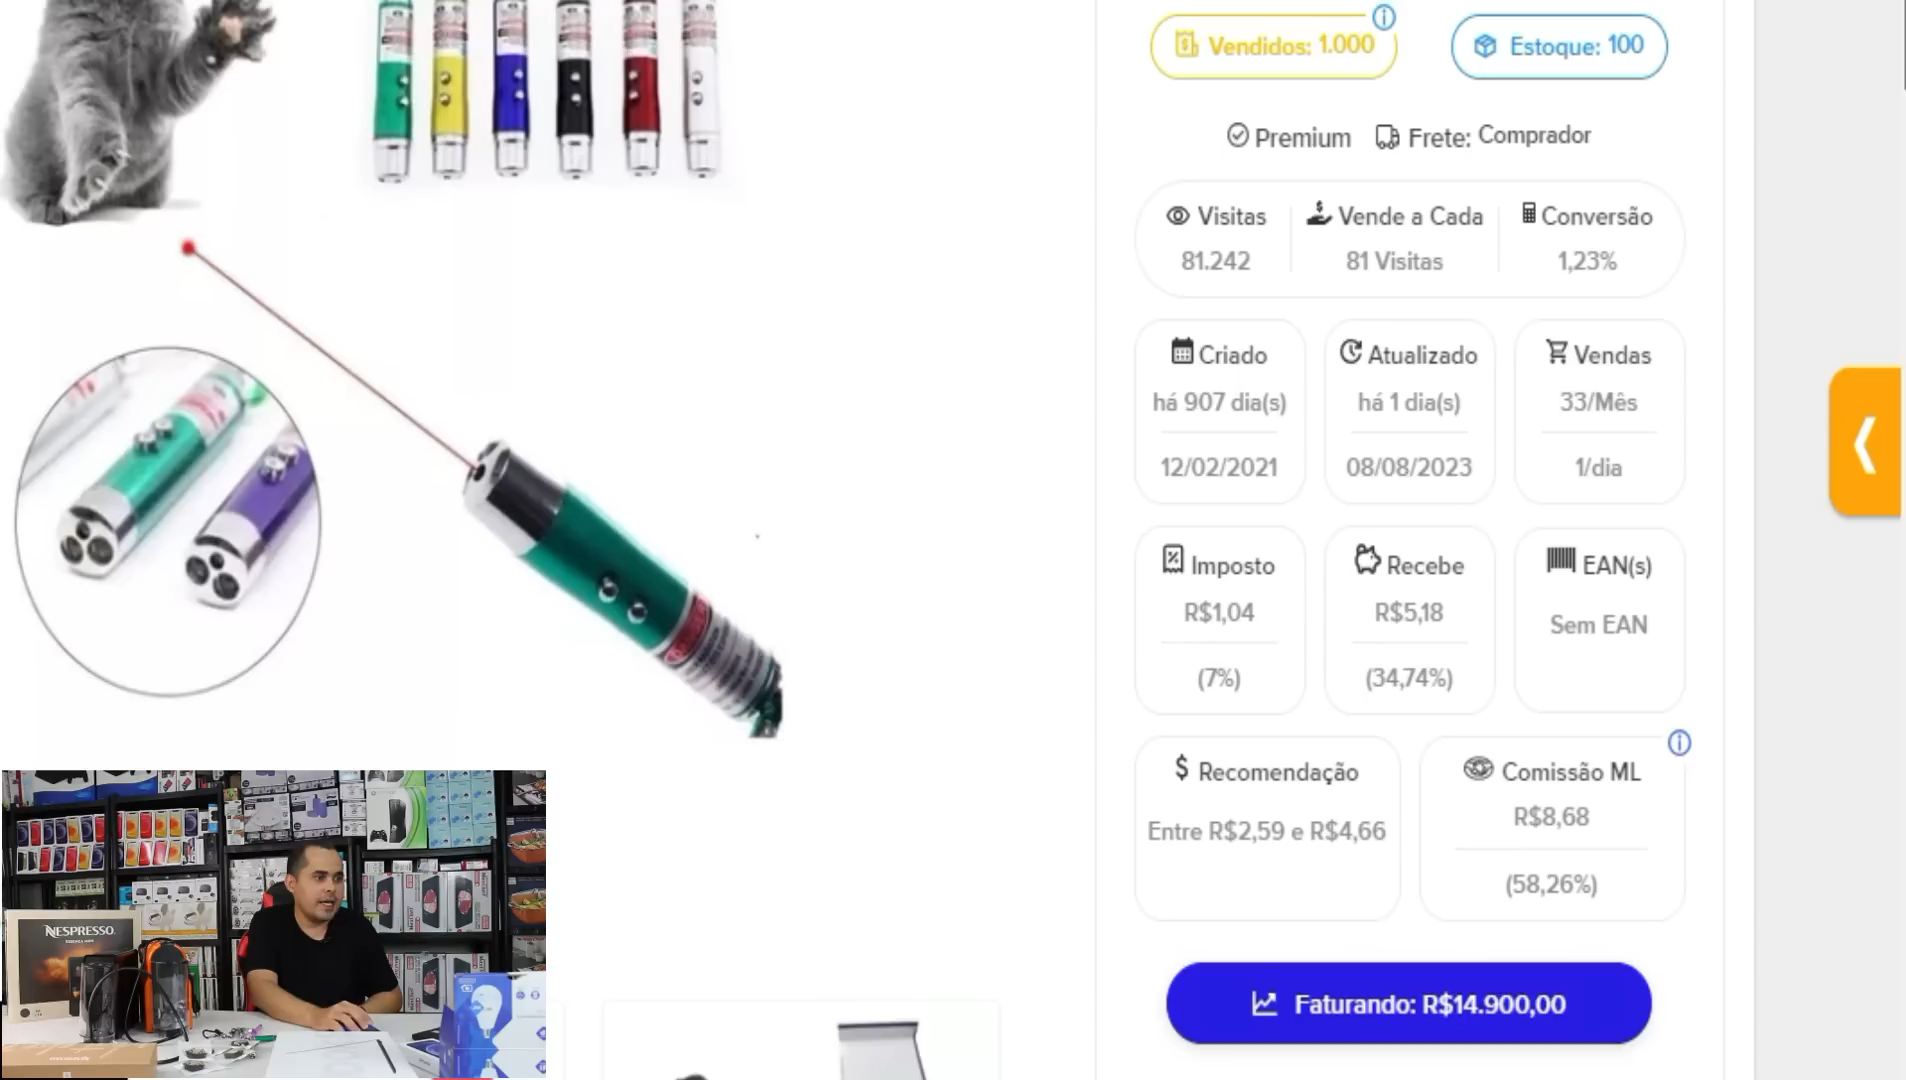 Vendidos: 1.000
Estoque: 100
Premium
Frete: Comprador
Visitas
81.242
Vende a Cada
81 Visitas
Conversão
1,23%
Criado
há 907 dia(s)
12/02/2021
Atualizado
há 1 dia(s)
08/08/2023
Vendas
33/Mês
1/dia
Imposto
R$1,04
(7%)
Recebe
R$5,18
(34,74%)
EAN(s)
Sem EAN
Recomendação
Entre R$2,59 e R$4,66
Comissão ML
R$8,68
(58,26%)
Faturando: R$14.900,00
NESPRESSO